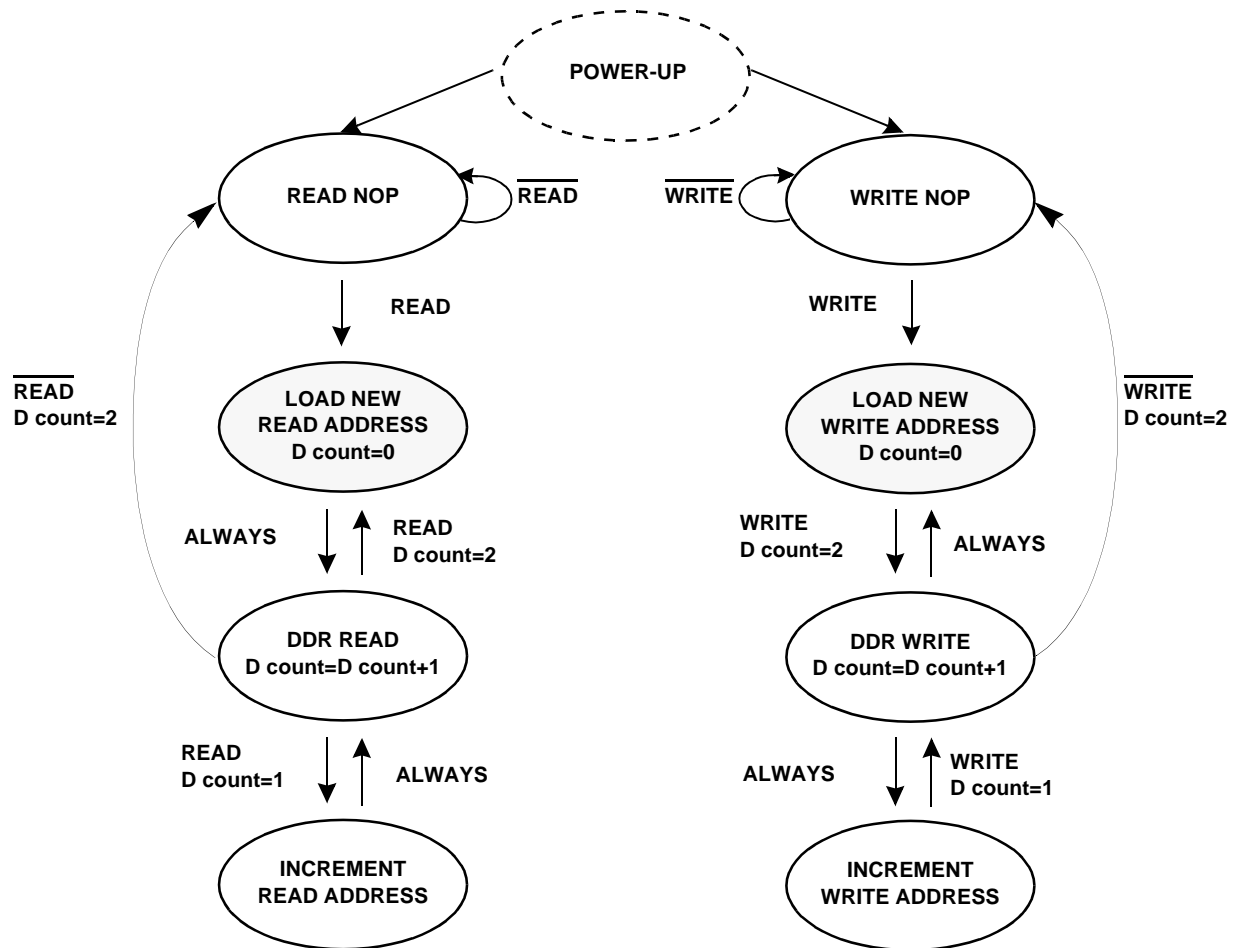 POWER-UP
READ NOP
READ
WRITE
WRITE NOP
READ
WRITE
READ
D count=2
LOAD NEW
READ ADDRESS
D count=0
LOAD NEW
WRITE ADDRESS
D count=0
WRITE
D count=2
ALWAYS
READ
D count=2
WRITE
D count=2
ALWAYS
DDR READ
D count=D count+1
DDR WRITE
D count=D count+1
READ
D count=1
ALWAYS
ALWAYS
WRITE
D count=1
INCREMENT
READ ADDRESS
INCREMENT
WRITE ADDRESS